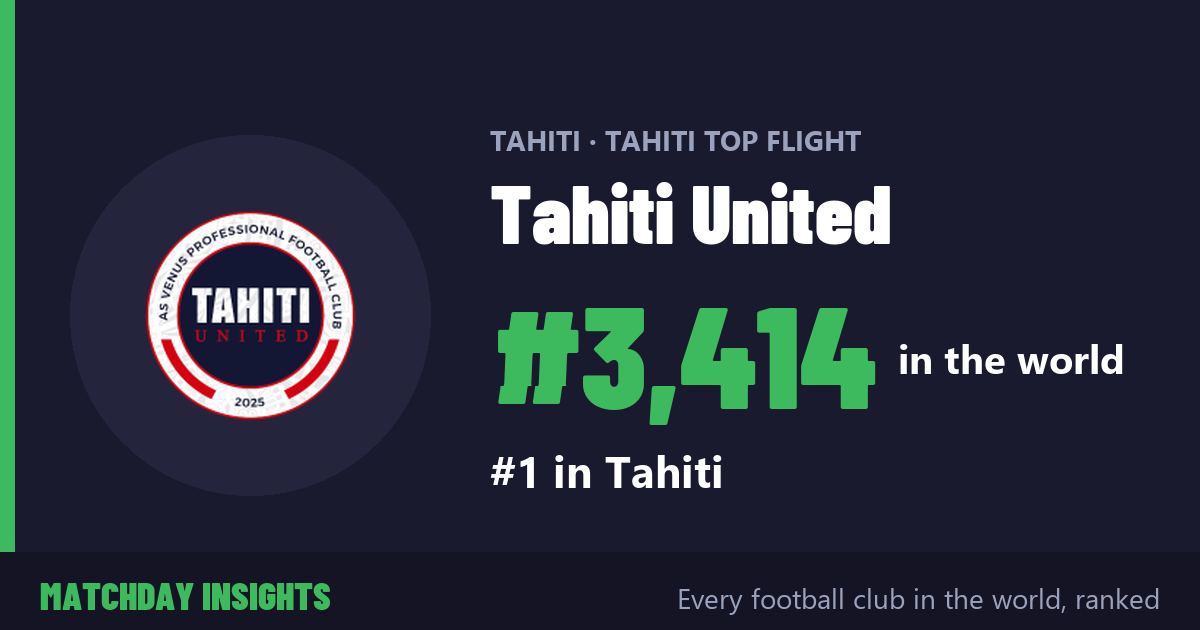 TAHITI · TAHITI TOP FLIGHT
Tahiti United
#3,414 in the world
#1 in Tahiti
AS VENUS PROFESSIONAL FOOTBALL CLUB
TAHITI
UNITED
2025
MATCHDAY INSIGHTS
Every football club in the world, ranked